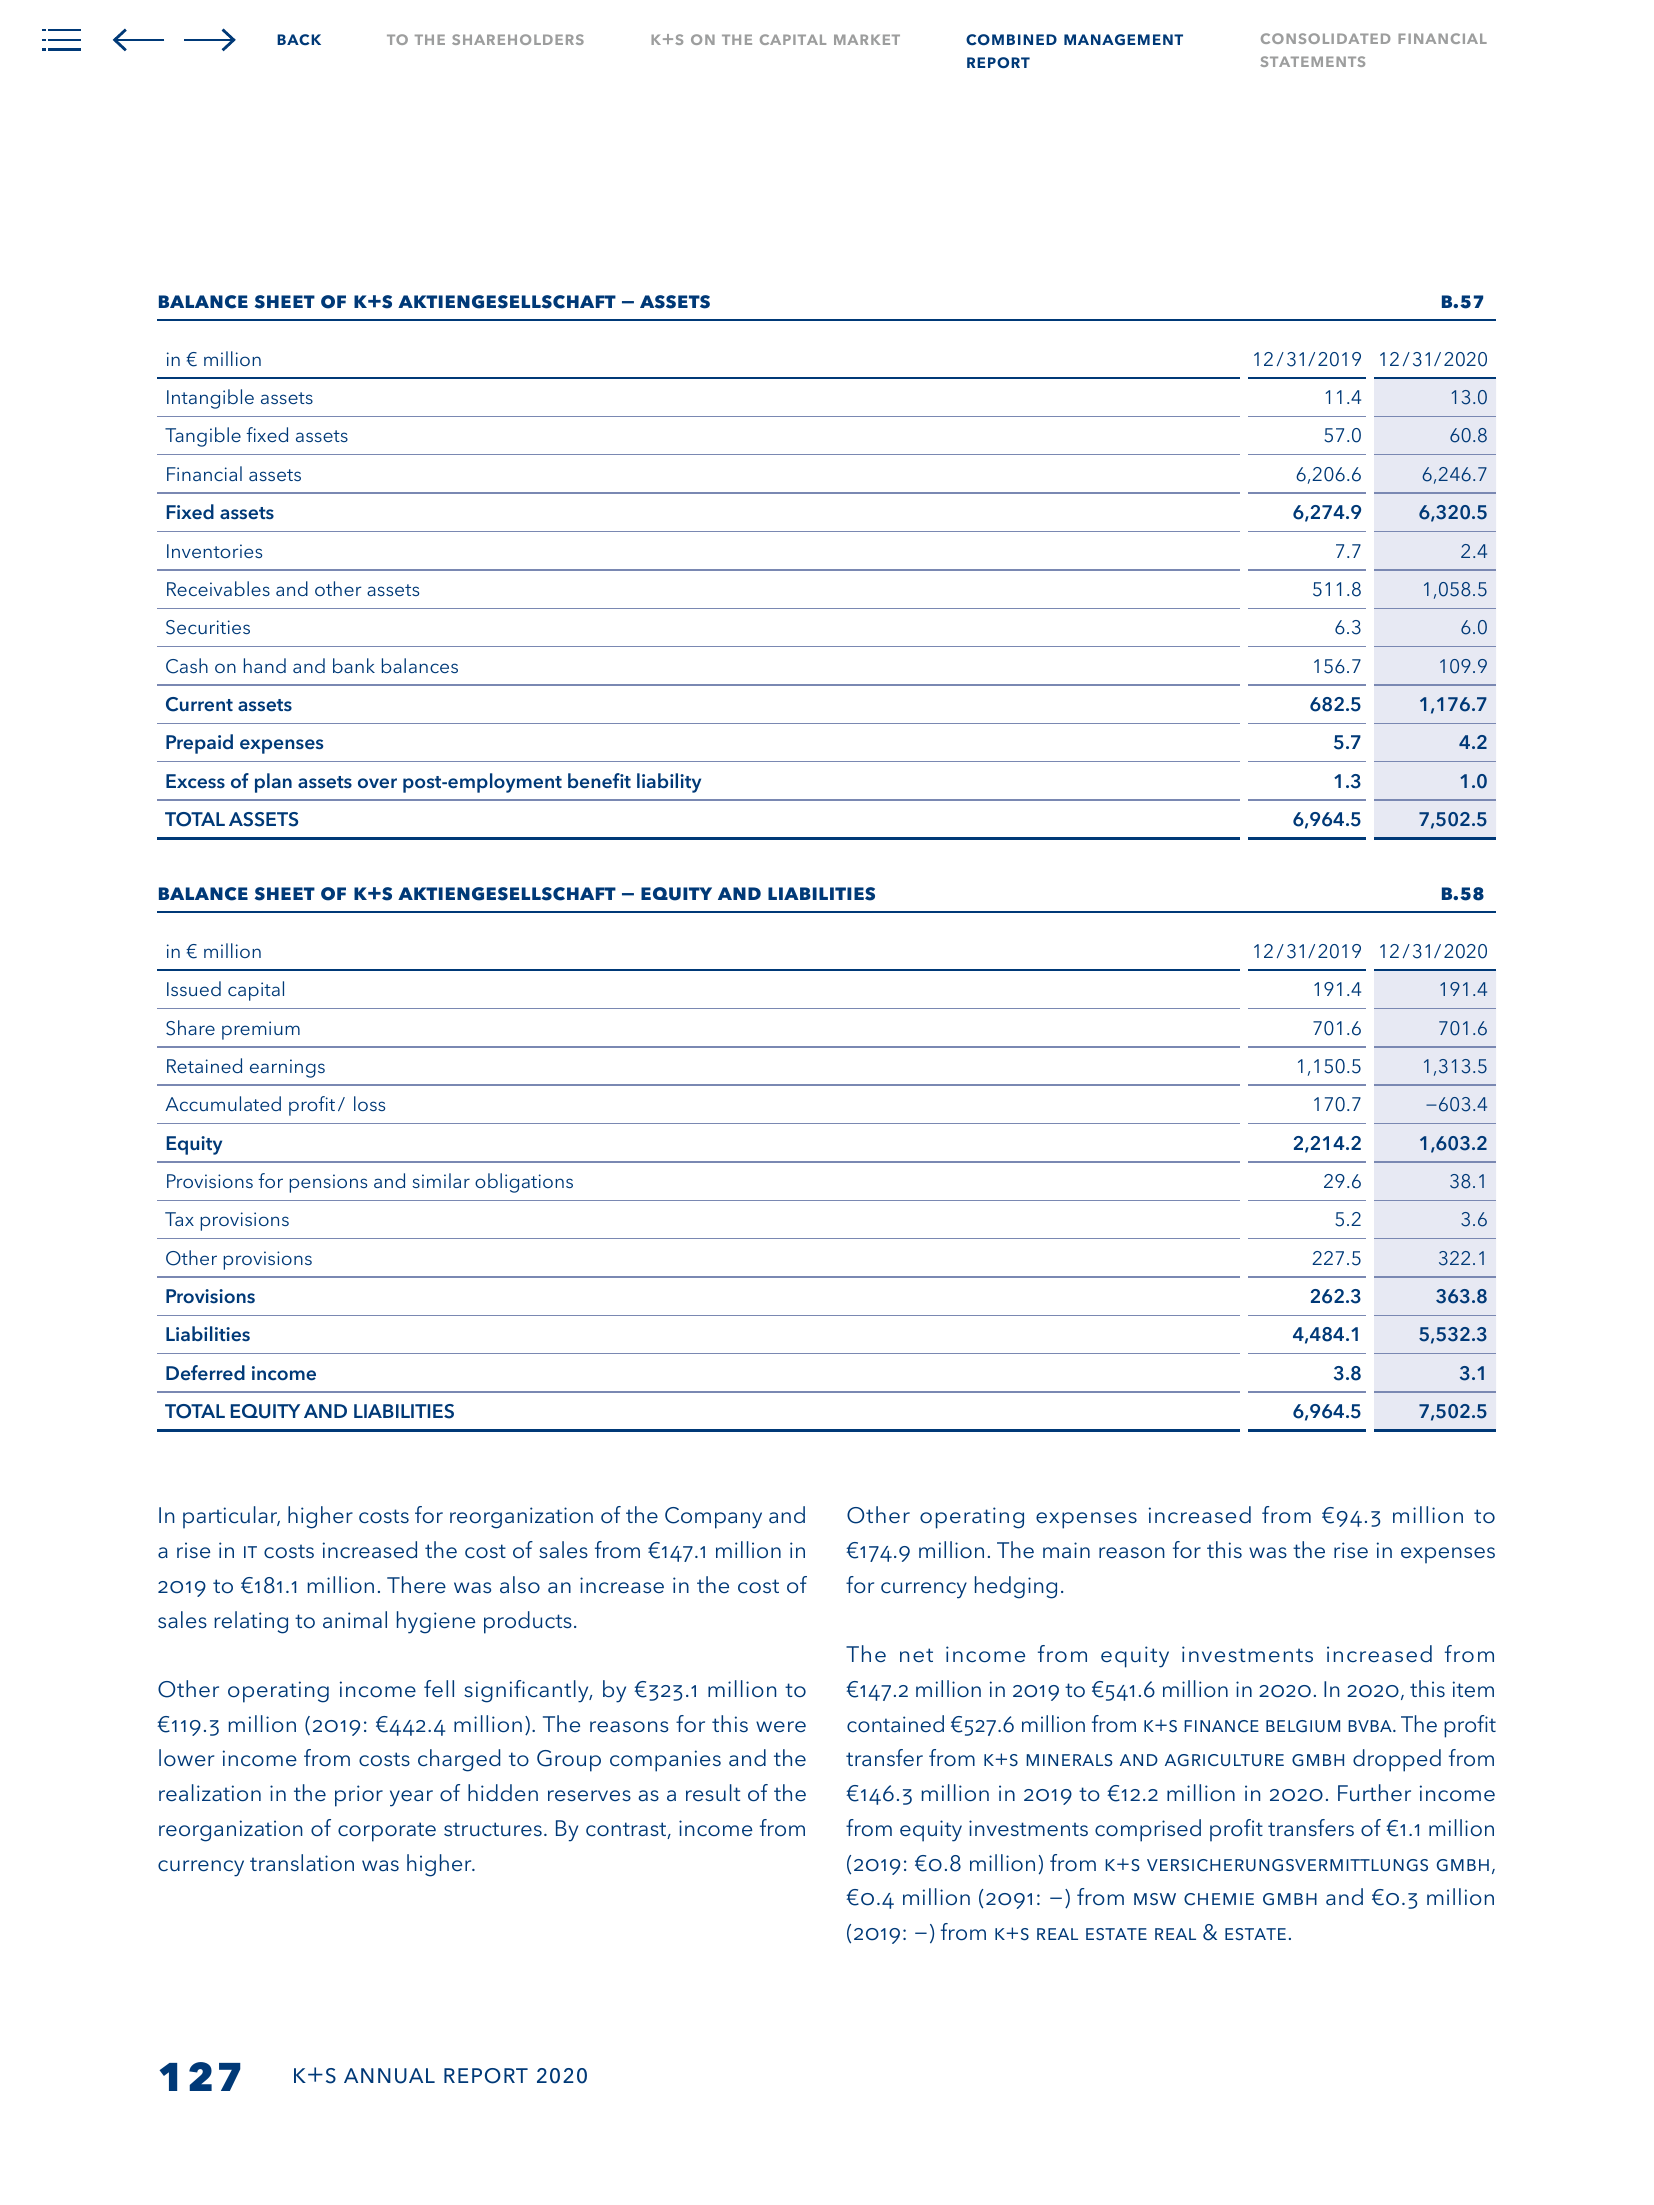 BACK
TO THE SHAREHOLDERS
K+S ON THE CAPITAL MARKET
COMBINED MANAGEMENT
REPORT
CONSOLIDATED FINANCIAL
STATEMENTS
BALANCE SHEET OF K+S AKTIENGESELLSCHAFT — ASSETS B.57
in € million 12/31/2019 12/31/2020
Intangible assets 11.4 13.0
Tangible fixed assets 57.0 60.8
Financial assets 6,206.6 6,246.7
Fixed assets 6,274.9 6,320.5
Inventories 7.7 2.4
Receivables and other assets 511.8 1,058.5
Securities 6.3 6.0
Cash on hand and bank balances 156.7 109.9
Current assets 682.5 1,176.7
Prepaid expenses 5.7 4.2
Excess of plan assets over post-employment benefit liability 1.3 1.0
TOTAL ASSETS 6,964.5 7,502.5
BALANCE SHEET OF K+S AKTIENGESELLSCHAFT — EQUITY AND LIABILITIES B.58
in € million 12/31/2019 12/31/2020
Issued capital 191.4 191.4
Share premium 701.6 701.6
Retained earnings 1,150.5 1,313.5
Accumulated profit/ loss 170.7 −603.4
Equity 2,214.2 1,603.2
Provisions for pensions and similar obligations 29.6 38.1
Tax provisions 5.2 3.6
Other provisions 227.5 322.1
Provisions 262.3 363.8
Liabilities 4,484.1 5,532.3
Deferred income 3.8 3.1
TOTAL EQUITY AND LIABILITIES 6,964.5 7,502.5
In particular, higher costs for reorganization of the Company and
a rise in IT costs increased the cost of sales from €147.1 million in
2019 to €181.1 million. There was also an increase in the cost of
sales relating to animal hygiene products.
Other operating income fell significantly, by €323.1 million to
€119.3 million (2019: €442.4 million). The reasons for this were
lower income from costs charged to Group companies and the
realization in the prior year of hidden reserves as a result of the
reorganization of corporate structures. By contrast, income from
currency translation was higher.
Other operating expenses increased from €94.3 million to
€174.9 million. The main reason for this was the rise in expenses
for currency hedging.
The net income from equity investments increased from
€147.2 million in 2019 to €541.6 million in 2020. In 2020, this item
contained €527.6 million from K+S FINANCE BELGIUM BVBA. The profit
transfer from K+S MINERALS AND AGRICULTURE GMBH dropped from
€146.3 million in 2019 to €12.2 million in 2020. Further income
from equity investments comprised profit transfers of €1.1 million
(2019: €0.8 million) from K+S VERSICHERUNGSVERMITTLUNGS GMBH,
€0.4 million (2091: −) from MSW CHEMIE GMBH and €0.3 million
(2019: −) from K+S REAL ESTATE REAL & ESTATE.
127 K+S ANNUAL REPORT 2020